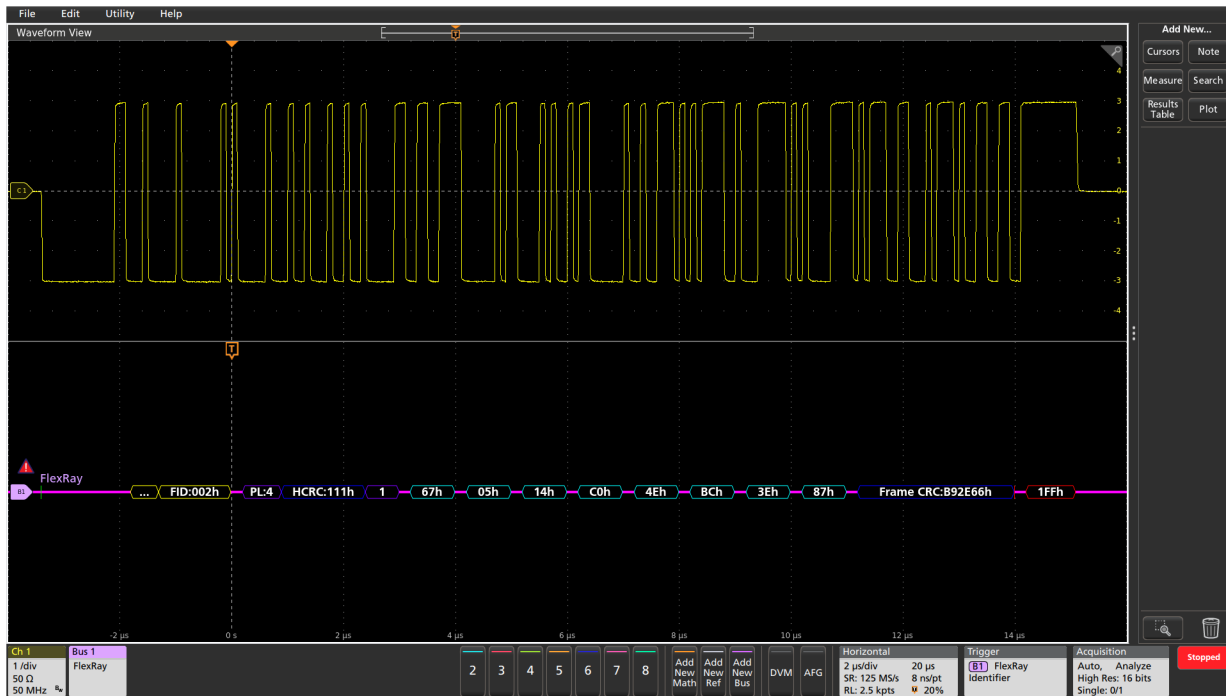 File Edit Utility Help
Waveform View
Add New...
Cursors Note
Measure Search
Results Table Plot
T
4
3
2
1
0
-1
-2
-3
-4
C1
T
FlexRay
B1
... FID:002h PL:4 HCRC:111h 1 67h 05h 14h C0h 4Eh BCh 3Eh 87h Frame CRC:B92E66h 1FFh
-2 µs 0 s 2 µs 4 µs 6 µs 8 µs 10 µs 12 µs 14 µs
Ch 1
1/div
50 Ω
50 MHz Bw
Bus 1
FlexRay
2 3 4 5 6 7 8
Add New Math
Add New Ref
Add New Bus
DVM AFG
Horizontal
2 µs/div 20 µs
SR: 125 MS/s 8 ns/pt
RL: 2.5 kpts 20%
Trigger
B1 FlexRay
Identifier
Acquisition
Auto, Analyze
High Res: 16 bits
Single: 0/1
Stopped